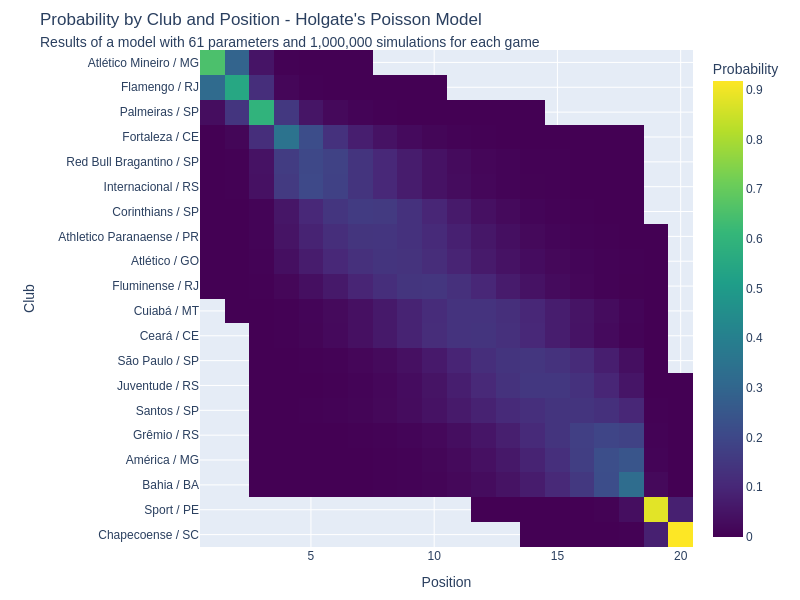 Probability by Club and Position - Holgate's Poisson Model
Results of a model with 61 parameters and 1,000,000 simulations for each game
Probability
Club
Atlético Mineiro / MG
Flamengo / RJ
Palmeiras / SP
Fortaleza / CE
Red Bull Bragantino / SP
Internacional / RS
Corinthians / SP
Athletico Paranaense / PR
Atlético / GO
Fluminense / RJ
Cuiabá / MT
Ceará / CE
São Paulo / SP
Juventude / RS
Santos / SP
Grêmio / RS
América / MG
Bahia / BA
Sport / PE
Chapecoense / SC
5
10
15
20
Position
0.9
0.8
0.7
0.6
0.5
0.4
0.3
0.2
0.1
0